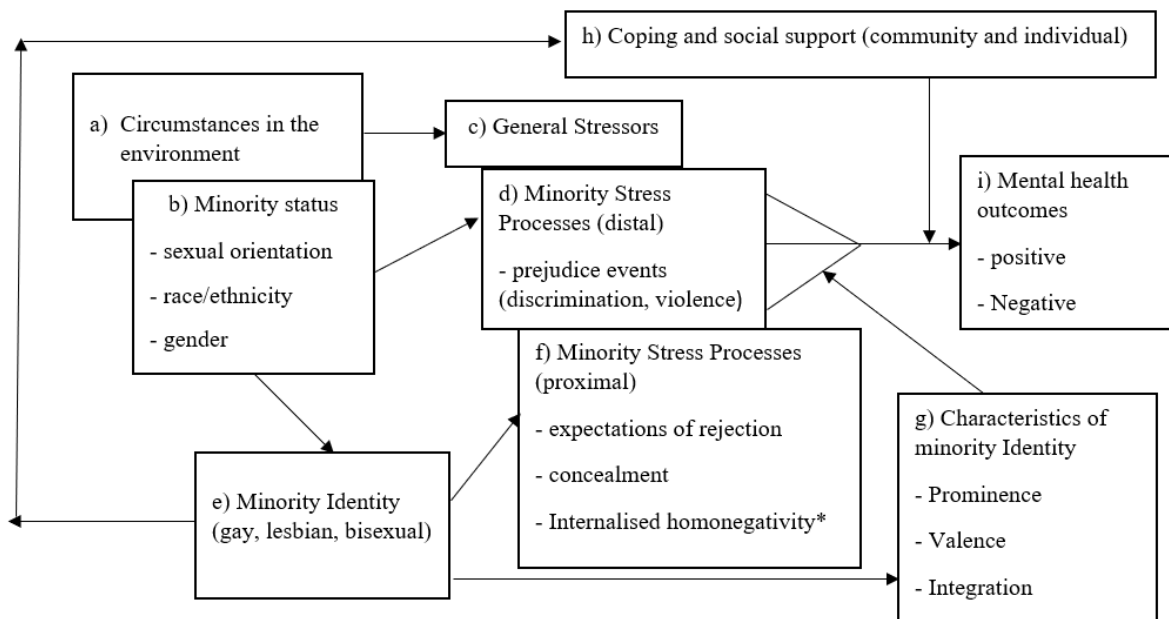 h) Coping and social support (community and individual)
a) Circumstances in the
environment
c) General Stressors
b) Minority status
- sexual orientation
- race/ethnicity
- gender
d) Minority Stress
Processes (distal)
- prejudice events
(discrimination, violence)
i) Mental health
outcomes
- positive
- Negative
f) Minority Stress Processes
(proximal)
- expectations of rejection
- concealment
- Internalised homonegativity*
e) Minority Identity
(gay, lesbian, bisexual)
g) Characteristics of
minority Identity
- Prominence
- Valence
- Integration